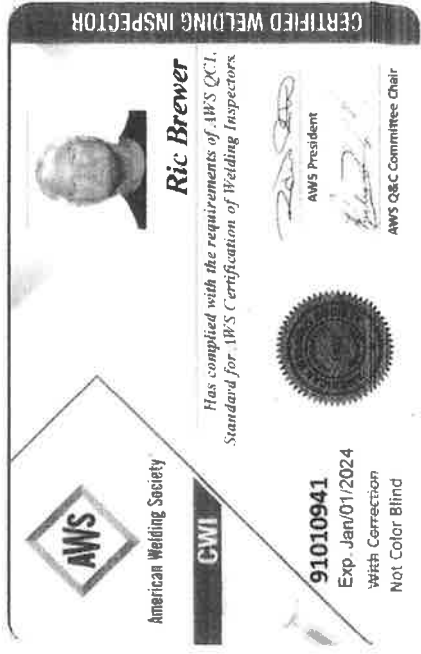 AWS
American Welding Society
CWI
CERTIFIED WELDING INSPECTOR
Ric Brewer
Has complied with the requirements of AWS QC1,
Standard for AWS Certification of Welding Inspectors.
91010941
Exp. Jan/01/2024
With Correction
Not Color Blind
AWS President
AWS Q&C Committee Chair